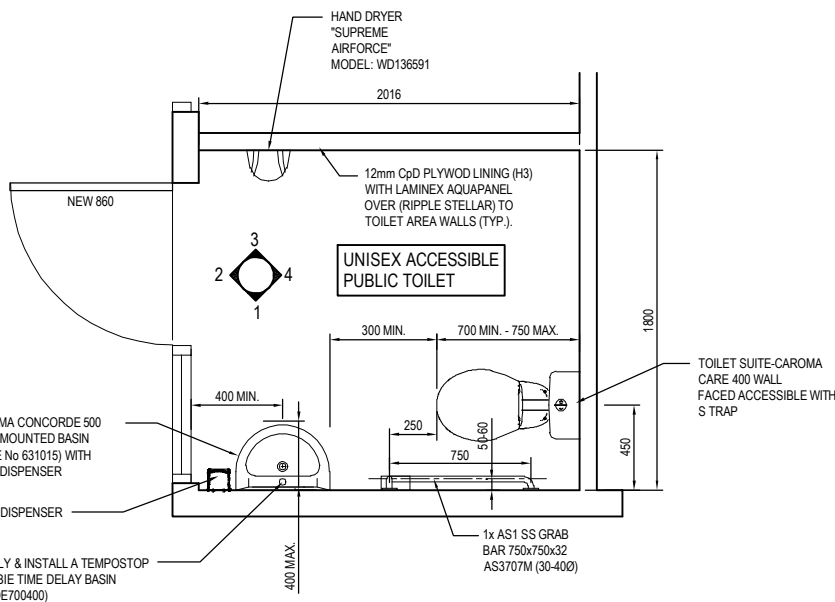 HAND DRYER
"SUPREME
AIRFORCE"
MODEL: WD136591
2016
12mm CpD PLYWOD LINING (H3)
WITH LAMINEX AQUAPANEL
OVER (RIPPLE STELLAR) TO
TOILET AREA WALLS (TYP.).
NEW 860
3
2
4
1
UNISEX ACCESSIBLE
PUBLIC TOILET
1800
300 MIN.
700 MIN. - 750 MAX.
TOILET SUITE-CAROMA
CARE 400 WALL
FACED ACCESSIBLE WITH
S TRAP
400 MIN.
MA CONCORDE 500
MOUNTED BASIN
E No 631015) WITH
DISPENSER
250
50-60
750
450
DISPENSER
1x AS1 SS GRAB
BAR 750x750x32
AS3707M (30-40Ø)
400 MAX.
LY & INSTALL A TEMPOSTOP
BIE TIME DELAY BASIN
DE700400)